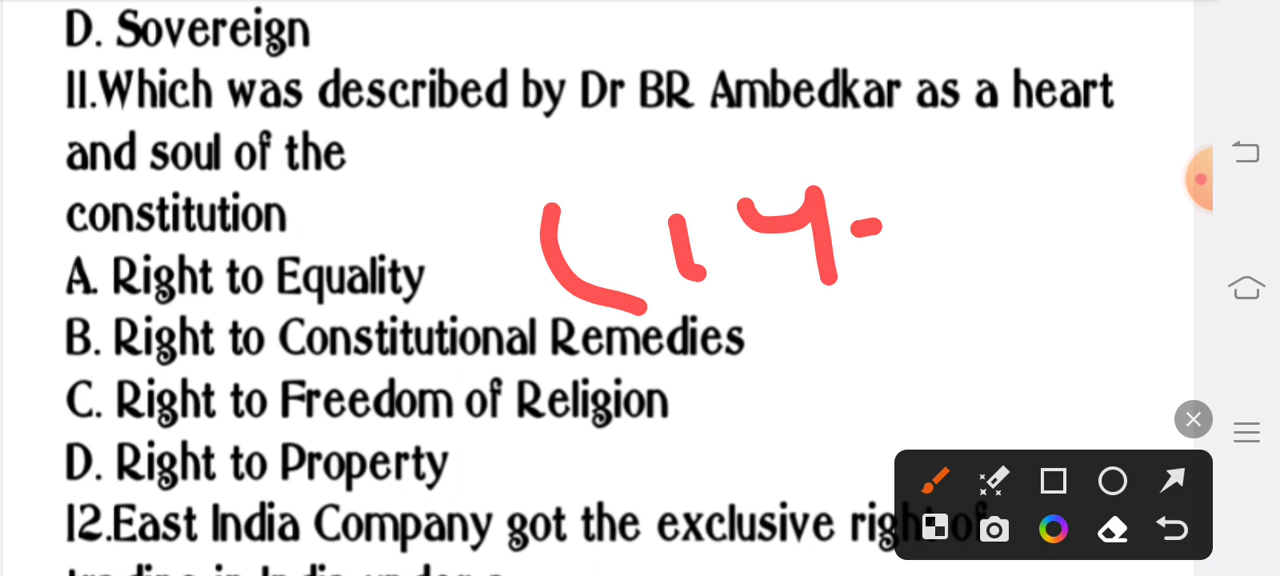 D. Sovereign
11.Which was described by Dr BR Ambedkar as a heart
and soul of the
constitution
(14-
A. Right to Equality
B. Right to Constitutional Remedies
C. Right to Freedom of Religion
D. Right to Property
12.East India Company got the exclusive right of